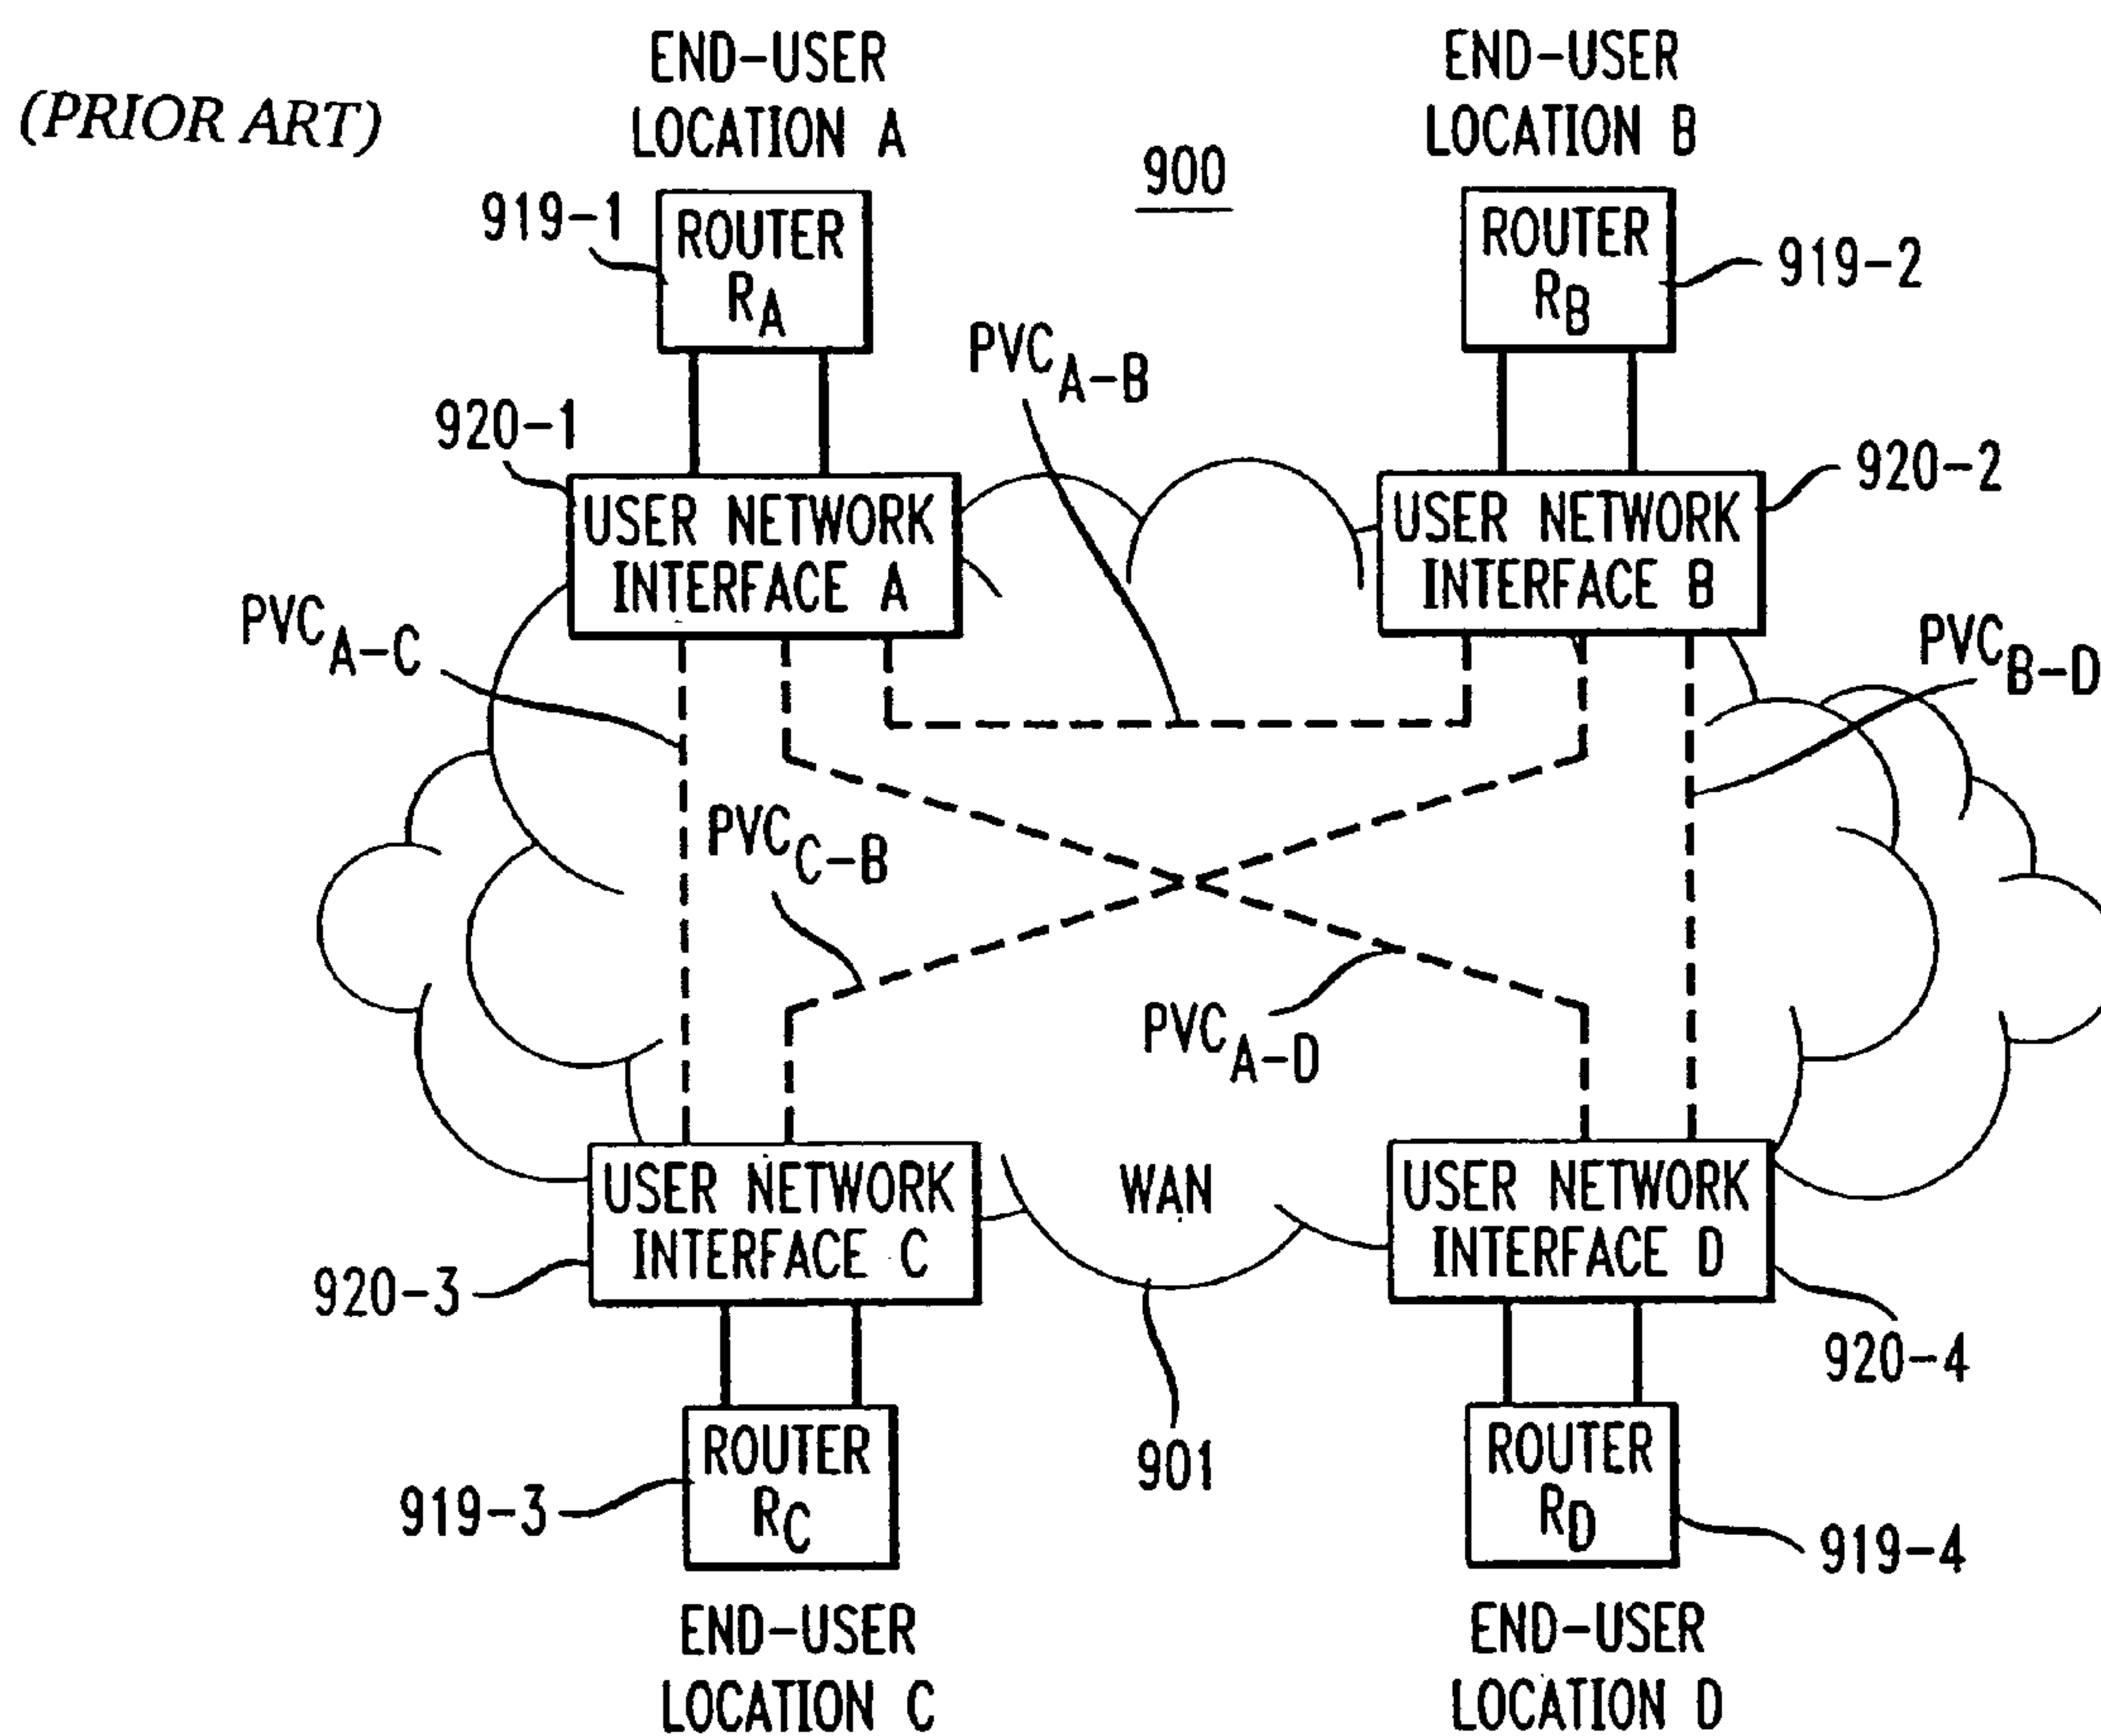 (PRIOR ART)
END-USER
LOCATION A
END-USER
LOCATION B
900
919-1
ROUTER
RA
ROUTER
RB
919-2
PVCA-B
920-1
USER NETWORK
INTERFACE A
USER NETWORK
INTERFACE B
920-2
PVCA-C
PVCB-D
PVCC-B
PVCA-D
USER NETWORK
INTERFACE C
WAN
USER NETWORK
INTERFACE D
920-3
920-4
901
919-3
ROUTER
RC
ROUTER
RD
919-4
END-USER
LOCATION C
END-USER
LOCATION D